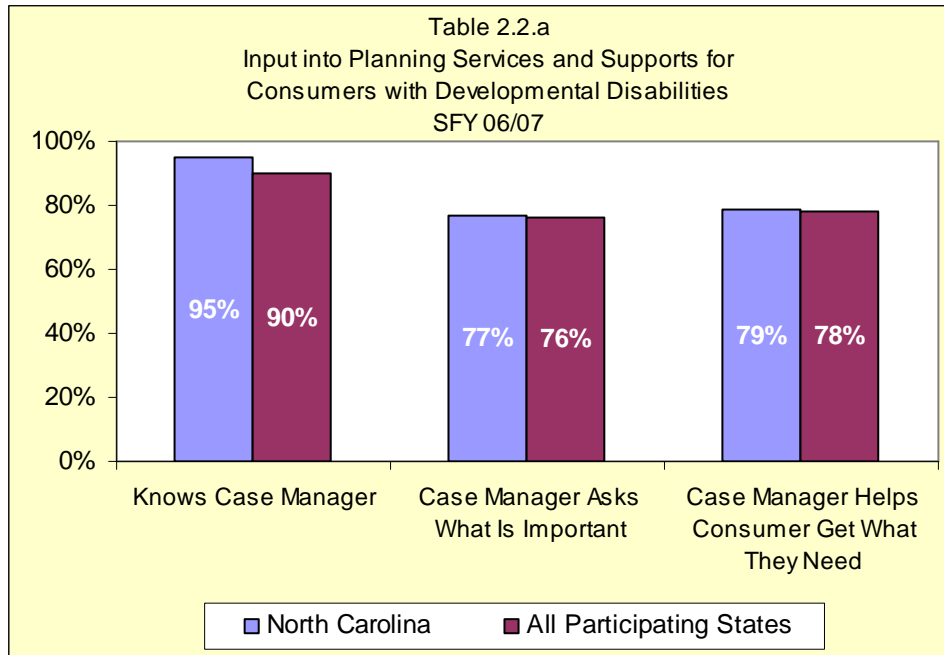 Table 2.2.a
Input into Planning Services and Supports for
Consumers with Developmental Disabilities
SFY 06/07
100%
80%
60%
40%
20%
0%
95%
90%
77%
76%
79%
78%
Knows Case Manager
Case Manager Asks
What Is Important
Case Manager Helps
Consumer Get What
They Need
North Carolina
All Participating States